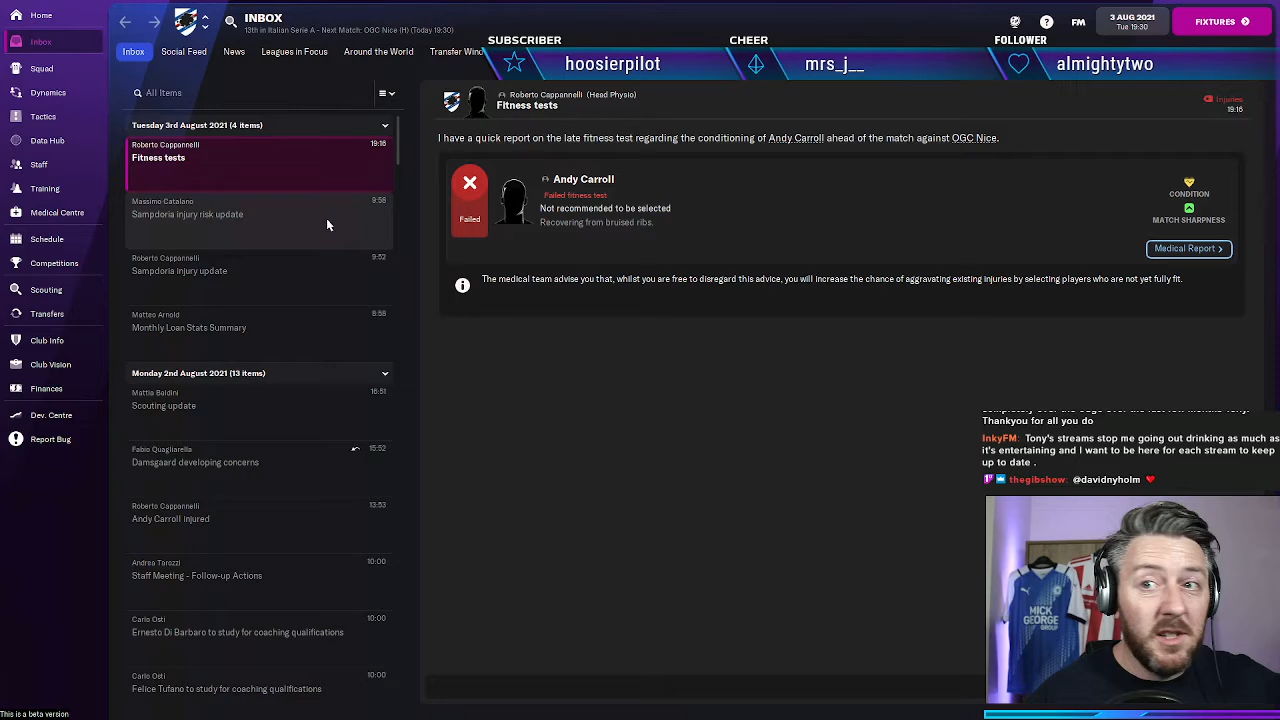 INBOX
13th in Italian Serie A - Next Match: OGC Nice (H) (Today 19:30)
FM
3 AUG 2021
Tue 19:30
FIXTURES
Home
Inbox
Squad
Dynamics
Tactics
Data Hub
Staff
Training
Medical Centre
Schedule
Competitions
Scouting
Transfers
Club Info
Club Vision
Finances
Dev. Centre
Report Bug
This is a beta version
Inbox
Social Feed
News
Leagues in Focus
Around the World
Transfer Wind
SUBSCRIBER
hoosierpilot
CHEER
mrs_j__
FOLLOWER
almightytwo
All Items
Tuesday 3rd August 2021 (4 items)
Roberto Cappannelli 19:16
Fitness tests
Massimo Catalano 9:58
Sampdoria injury risk update
Roberto Cappannelli 9:52
Sampdoria injury update
Matteo Arnold 8:58
Monthly Loan Stats Summary
Monday 2nd August 2021 (13 items)
Mattia Baldini 16:51
Scouting update
Fabio Quagliarella 15:52
Damsgaard developing concerns
Roberto Cappannelli 13:53
Andy Carroll injured
Andrea Tarozzi 10:00
Staff Meeting - Follow-up Actions
Carlo Osti 10:00
Ernesto Di Barbaro to study for coaching qualifications
Carlo Osti 10:00
Felice Tufano to study for coaching qualifications
Roberto Cappannelli (Head Physio)
Fitness tests
Injuries
19:16
I have a quick report on the late fitness test regarding the conditioning of Andy Carroll ahead of the match against OGC Nice.
Failed
Andy Carroll
Failed fitness test
Not recommended to be selected
Recovering from bruised ribs.
CONDITION
MATCH SHARPNESS
Medical Report
The medical team advise you that, whilst you are free to disregard this advice, you will increase the chance of aggravating existing injuries by selecting players who are not yet fully fit.
Thankyou for all you do
InkyFM: Tony's streams stop me going out drinking as much as
it's entertaining and I want to be here for each stream to keep
up to date .
thegibshow: @davidnyholm
MICK
GEORGE
GROUP